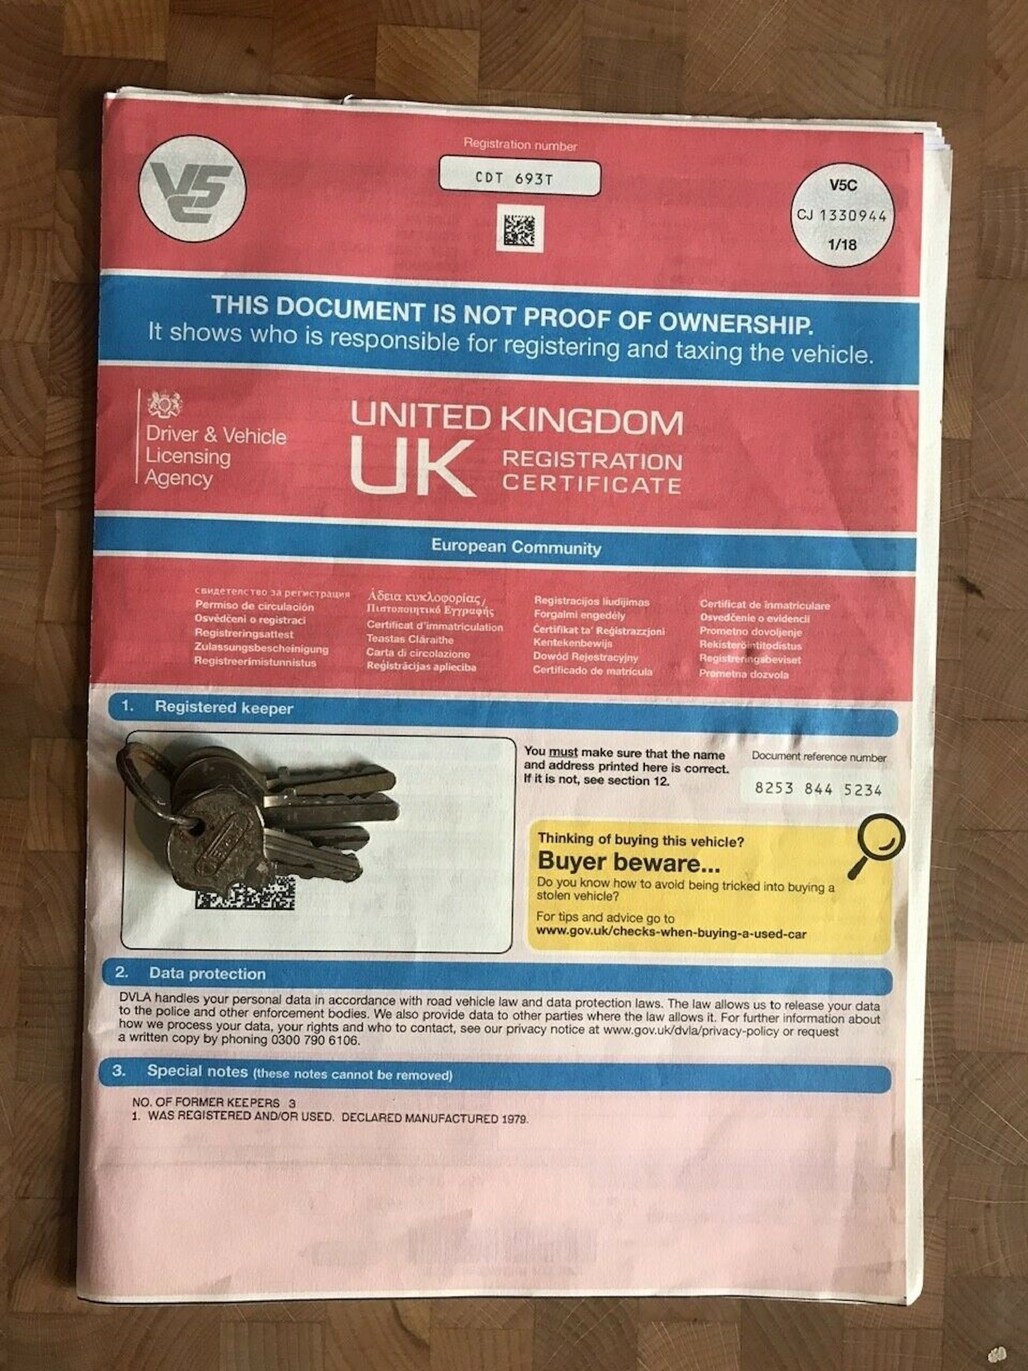 V5C
Registration number
CDT 693T
V5C
CJ 1330944
1/18
THIS DOCUMENT IS NOT PROOF OF OWNERSHIP.
It shows who is responsible for registering and taxing the vehicle.
Driver & Vehicle
Licensing
Agency
UNITED KINGDOM
UK REGISTRATION
CERTIFICATE
European Community
свидетелство за регистрация
Permiso de circulación
Osvědčení o registraci
Registreringsattest
Zulassungsbescheinigung
Registreerimistunnistus
Άδεια κυκλοφορίας/
Πιστοποιητικό Εγγραφής
Certificat d'immatriculation
Teastas Cláraithe
Carta di circolazione
Reģistrācijas apliecība
Registracijos liudijimas
Forgalmi engedély
Ċertifikat ta' Reġistrazzjoni
Kentekenbewijs
Dowód Rejestracyjny
Certificado de matrícula
Certificat de înmatriculare
Osvedčenie o evidencii
Prometno dovoljenje
Rekisteröintitodistus
Registreringsbeviset
Prometna dozvola
1. Registered keeper
You must make sure that the name
and address printed here is correct.
If it is not, see section 12.
Document reference number
8253 844 5234
Thinking of buying this vehicle?
Buyer beware...
Do you know how to avoid being tricked into buying a
stolen vehicle?
For tips and advice go to
www.gov.uk/checks-when-buying-a-used-car
2. Data protection
DVLA handles your personal data in accordance with road vehicle law and data protection laws. The law allows us to release your data
to the police and other enforcement bodies. We also provide data to other parties where the law allows it. For further information about
how we process your data, your rights and who to contact, see our privacy notice at www.gov.uk/dvla/privacy-policy or request
a written copy by phoning 0300 790 6106.
3. Special notes (these notes cannot be removed)
NO. OF FORMER KEEPERS 3
1. WAS REGISTERED AND/OR USED. DECLARED MANUFACTURED 1979.